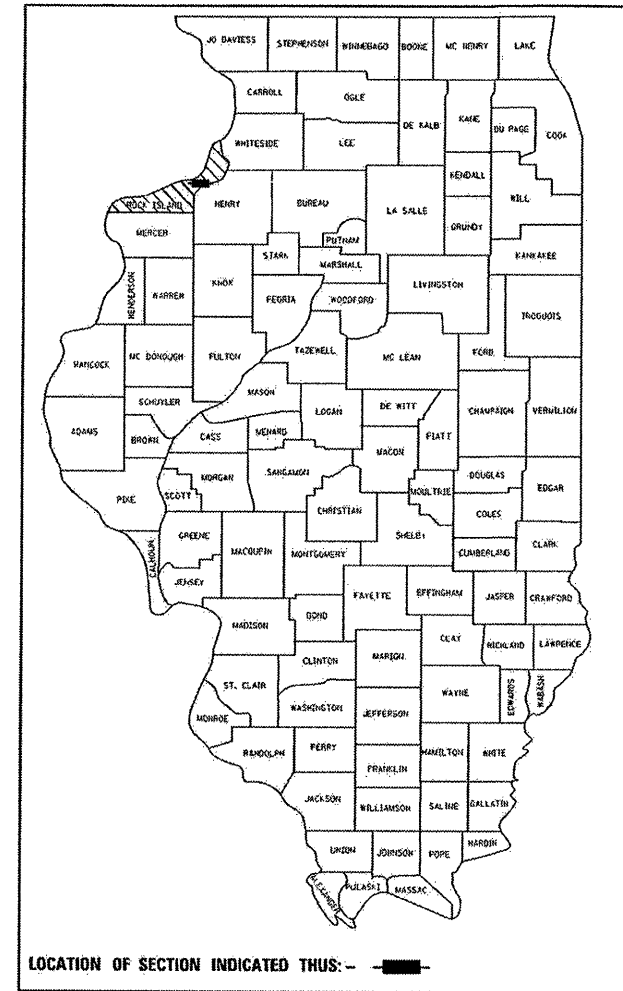 JO DAVIESS STEPHENSON WINNEBAGO BOONE MC HENRY LAKE
CARROLL OGLE DE KALB KANE DU PAGE COOK
WHITESIDE LEE
KENDALL
ROCK ISLAND HENRY BUREAU LA SALLE GRUNDY WILL
MERCER PUTNAM
STARK MARSHALL KANKAKEE
HENDERSON WARREN KNOX PEORIA WOODFORD LIVINGSTON IROQUOIS
HANCOCK MC DONOUGH FULTON TAZEWELL MC LEAN FORD
SCHUYLER MASON LOGAN DE WITT CHAMPAIGN VERMILION
ADAMS BROWN CASS MENARD MACON PIATT
PIKE SCOTT MORGAN SANGAMON MOULTRIE DOUGLAS EDGAR
CHRISTIAN COLES
GREENE MACOUPIN MONTGOMERY SHELBY CUMBERLAND CLARK
CALHOUN JERSEY
FAYETTE EFFINGHAM JASPER CRAWFORD
MADISON BOND CLAY RICHLAND LAWRENCE
CLINTON MARION
ST. CLAIR WAYNE EDWARDS WABASH
MONROE WASHINGTON JEFFERSON
RANDOLPH PERRY HAMILTON WHITE
FRANKLIN
JACKSON WILLIAMSON SALINE GALLATIN
UNION JOHNSON POPE HARDIN
ALEXANDER PULASKI MASSAC
LOCATION OF SECTION INDICATED THUS: -